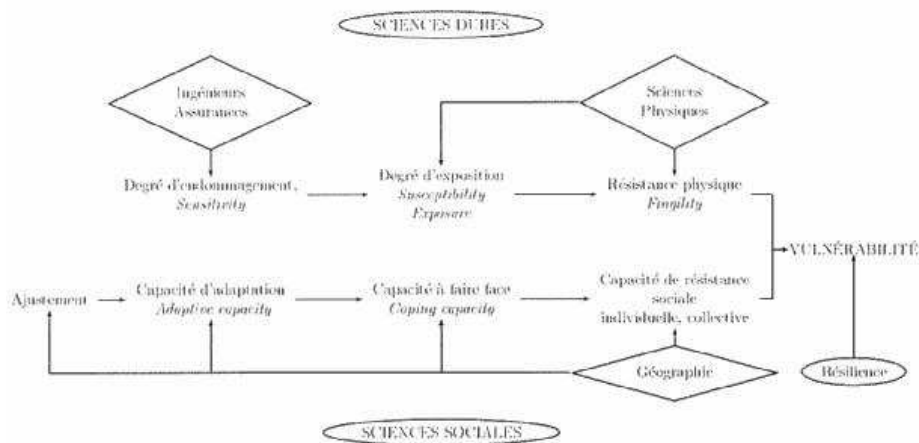 SCIENCES DURES
Ingénieurs
Assurances
Sciences
Physiques
Degré d'endommagement,
Sensitivity
Degré d'exposition
Susceptibility
Exposure
Résistance physique
Fragility
VULNÉRABILITÉ
Ajustement
Capacité d'adaptation
Adaptive capacity
Capacité à faire face
Coping capacity
Capacité de résistance
sociale
individuelle, collective
Géographie
Résilience
SCIENCES SOCIALES